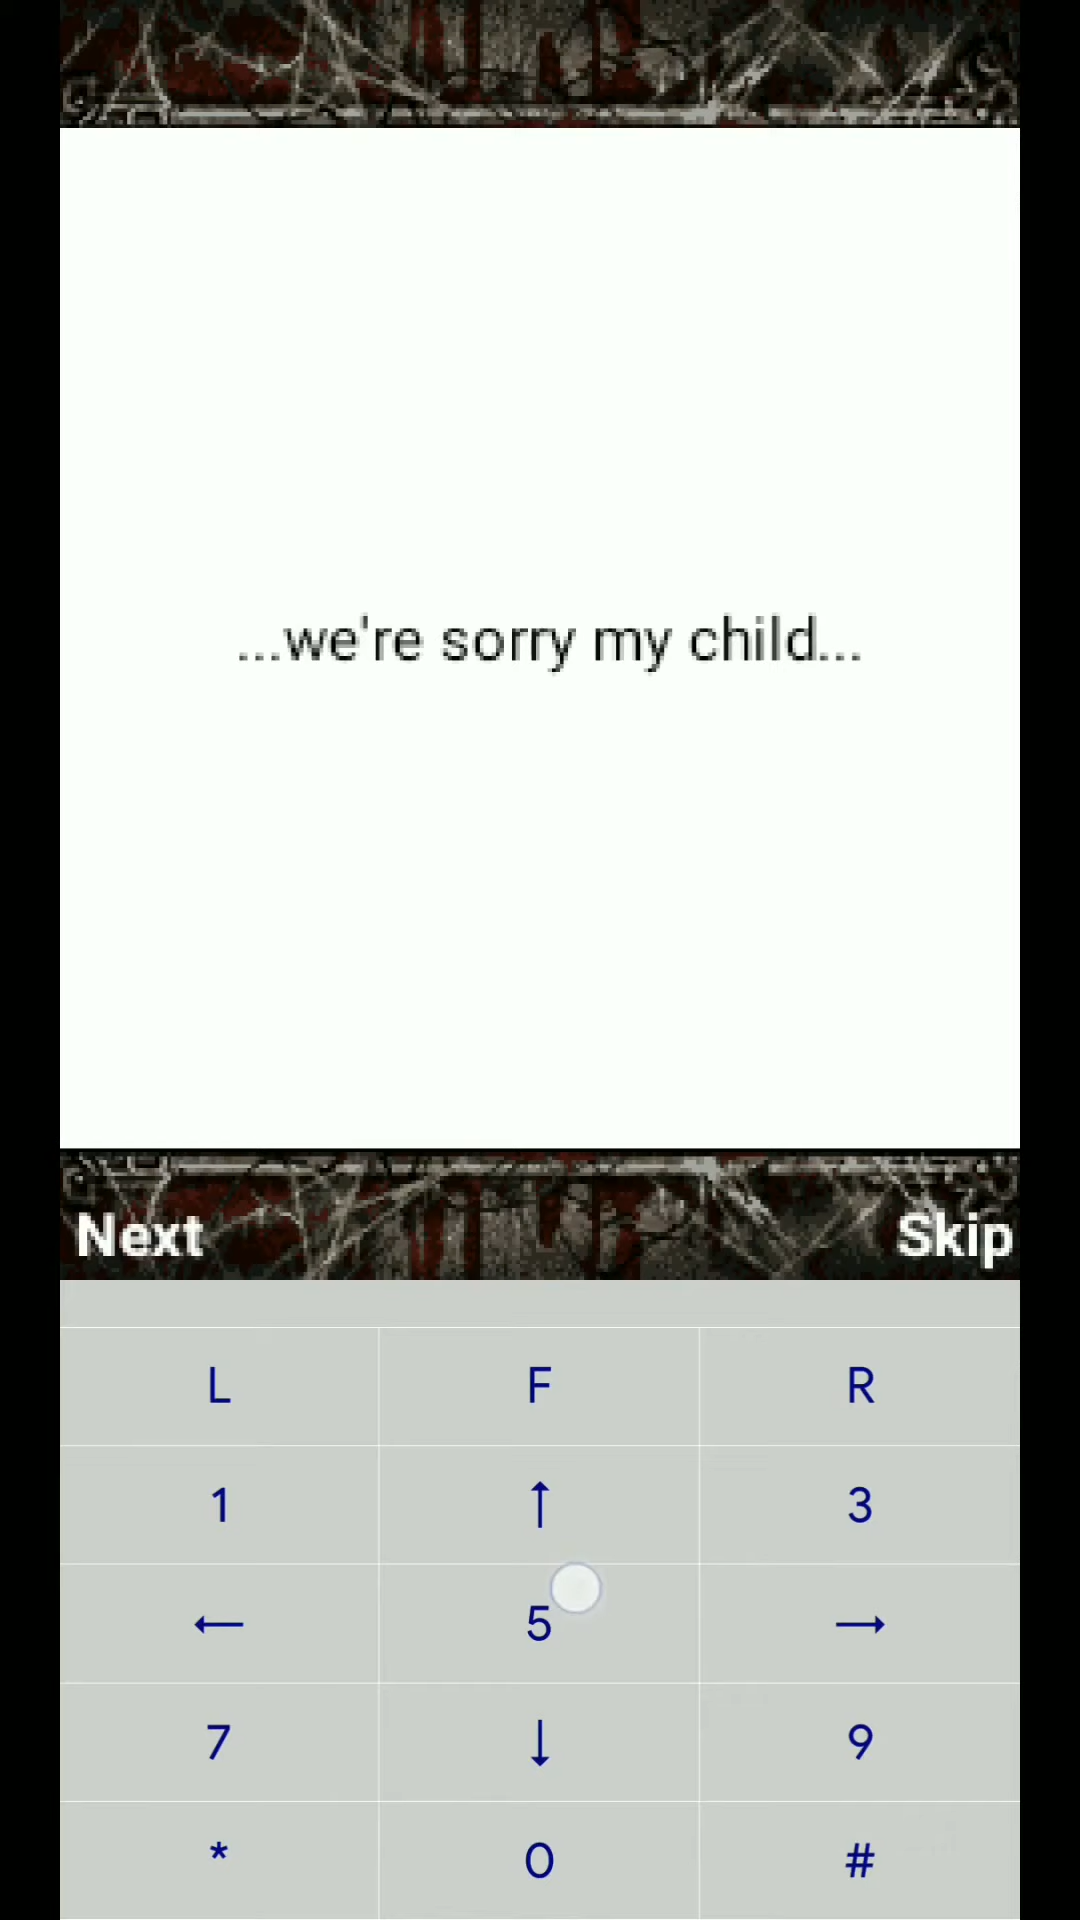 ...we're sorry my child...
Next Skip
L F R
1 ↑ 3
← 5 →
7 ↓ 9
* 0 #